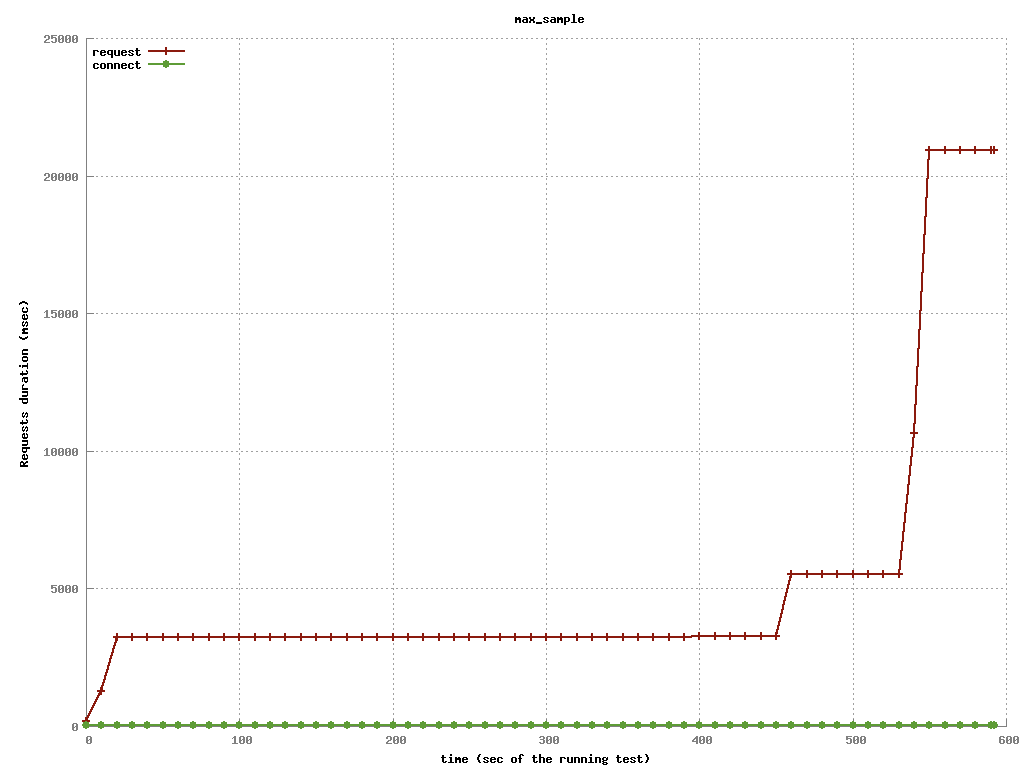 max_sample
25000
request
connect
20000
15000
Requests duration (msec)
10000
5000
0
0 100 200 300 400 500 600
time (sec of the running test)